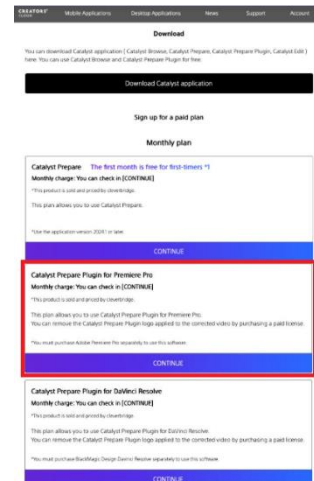 CREATORS' Mobile Applications Desktop Applications News Support Account
Download
You can download Catalyst application ( Catalyst Browse, Catalyst Prepare, Catalyst Prepare Plugin, Catalyst Edit )
here. You can use Catalyst Browse and Catalyst Prepare Plugin for free.
Download Catalyst application
Sign up for a paid plan
Monthly plan
Catalyst Prepare The first month is free for first-timers *1
Monthly charge: You can check in [CONTINUE]
*This product is sold and priced by cleverbridge.
This plan allows you to use Catalyst Prepare.
*Use the application version 2024.1 or later.
CONTINUE
Catalyst Prepare Plugin for Premiere Pro
Monthly charge: You can check in [CONTINUE]
*This product is sold and priced by cleverbridge.
This plan allows you to use Catalyst Prepare Plugin for Premiere Pro.
You can remove the Catalyst Prepare Plugin logo applied to the corrected video by purchasing a paid license.
*You must purchase Adobe Premiere Pro separately to use this software.
CONTINUE
Catalyst Prepare Plugin for DaVinci Resolve
Monthly charge: You can check in [CONTINUE]
*This product is sold and priced by cleverbridge.
This plan allows you to use Catalyst Prepare Plugin for DaVinci Resolve.
You can remove the Catalyst Prepare Plugin logo applied to the corrected video by purchasing a paid license.
*You must purchase BlackMagic Design Davinci Resolve separately to use this software.
CONTINUE